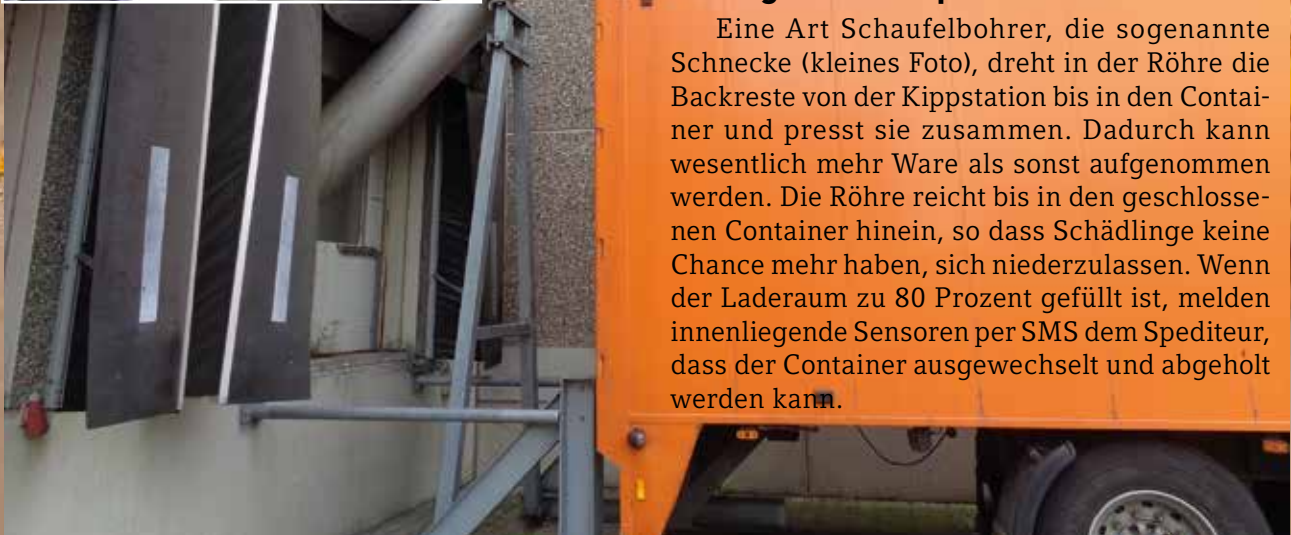 Eine Art Schaufelbohrer, die sogenannte
Schnecke (kleines Foto), dreht in der Röhre die
Backreste von der Kippstation bis in den Contai-
ner und presst sie zusammen. Dadurch kann
wesentlich mehr Ware als sonst aufgenommen
werden. Die Röhre reicht bis in den geschlosse-
nen Container hinein, so dass Schädlinge keine
Chance mehr haben, sich niederzulassen. Wenn
der Laderaum zu 80 Prozent gefüllt ist, melden
innenliegende Sensoren per SMS dem Spediteur,
dass der Container ausgewechselt und abgeholt
werden kann.